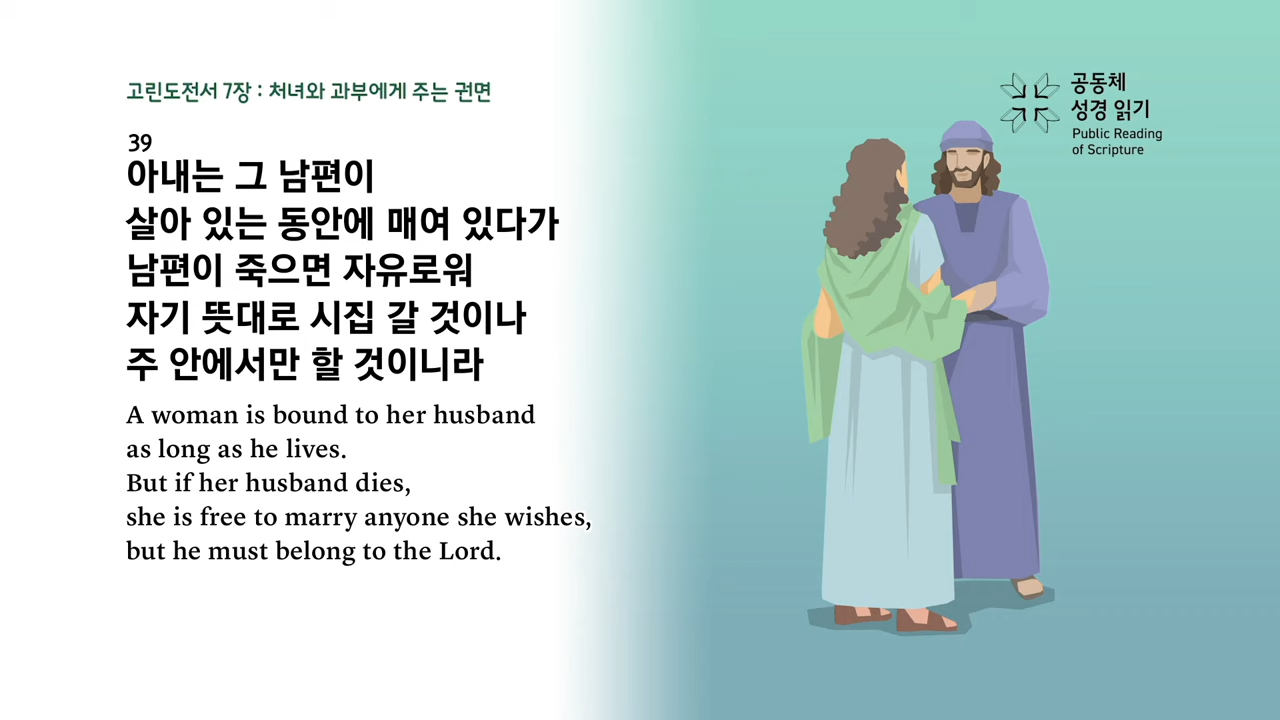 고린도전서 7장 : 처녀와 과부에게 주는 권면
39
아내는 그 남편이
살아 있는 동안에 매여 있다가
남편이 죽으면 자유로워
자기 뜻대로 시집 갈 것이나
주 안에서만 할 것이니라
A woman is bound to her husband
as long as he lives.
But if her husband dies,
she is free to marry anyone she wishes,
but he must belong to the Lord.
공동체
성경 읽기
Public Reading
of Scripture